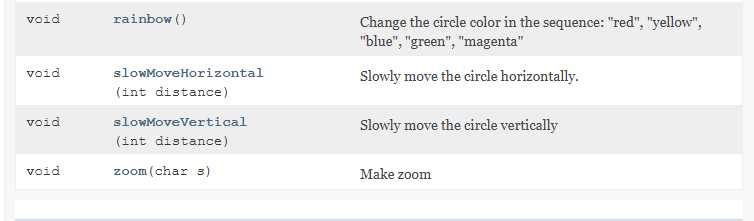 void rainbow() Change the circle color in the sequence: "red", "yellow",
"blue", "green", "magenta"
void slowMoveHorizontal Slowly move the circle horizontally.
(int distance)
void slowMoveVertical Slowly move the circle vertically
(int distance)
void zoom(char s) Make zoom